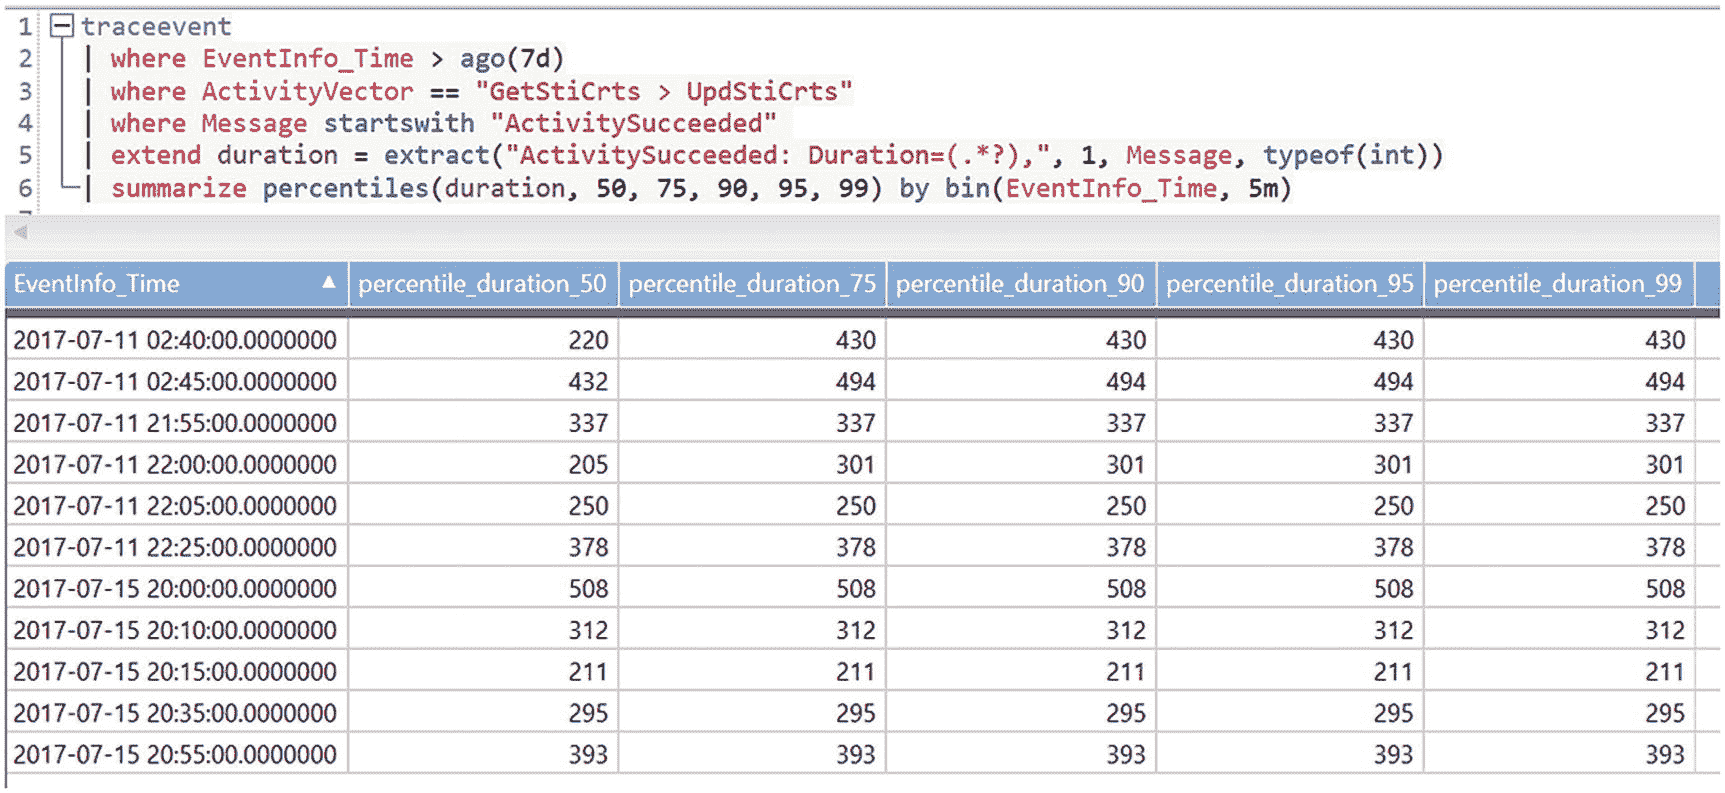 1 traceevent
2 | where EventInfo_Time > ago(7d)
3 | where ActivityVector == "GetStiCrts > UpdStiCrts"
4 | where Message startswith "ActivitySucceeded"
5 | extend duration = extract("ActivitySucceeded: Duration=(.*?),", 1, Message, typeof(int))
6 | summarize percentiles(duration, 50, 75, 90, 95, 99) by bin(EventInfo_Time, 5m)
EventInfo_Time percentile_duration_50 percentile_duration_75 percentile_duration_90 percentile_duration_95 percentile_duration_99
2017-07-11 02:40:00.0000000 220 430 430 430 430
2017-07-11 02:45:00.0000000 432 494 494 494 494
2017-07-11 21:55:00.0000000 337 337 337 337 337
2017-07-11 22:00:00.0000000 205 301 301 301 301
2017-07-11 22:05:00.0000000 250 250 250 250 250
2017-07-11 22:25:00.0000000 378 378 378 378 378
2017-07-15 20:00:00.0000000 508 508 508 508 508
2017-07-15 20:10:00.0000000 312 312 312 312 312
2017-07-15 20:15:00.0000000 211 211 211 211 211
2017-07-15 20:35:00.0000000 295 295 295 295 295
2017-07-15 20:55:00.0000000 393 393 393 393 393